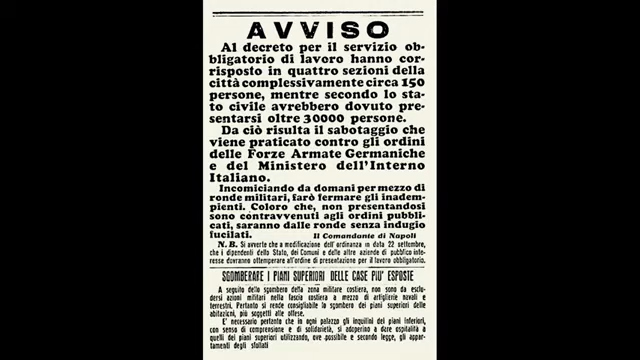 AVVISO
Al decreto per il servizio ob-
bligatorio di lavoro hanno cor-
risposto in quattro sezioni della
città complessivamente circa 150
persone, mentre secondo lo sta
to civile avrebbero dovuto pre-
sentarsi oltre 30000 persone.
Da ciò risulta il sabotaggio che
viene praticato contro gli ordini
delle Forze Armate Germaniche
e del Ministero dell'Interno
Italiano.
Incominciando da domani per mezzo di
ronde militari, farò fermare gli inadem-
pienti. Coloro che, non presentandosi
sono contravvenuti agli ordini pubbli-
cati, saranno dalle ronde senza indugio
fucilati.
Il Comandante di Napoli
N. B. Si avverte che a modificazione dell'ordinanza in data 22 settembre,
che i dipendenti dello Stato, dei Comuni e delle altre aziende di pubblico inte-
resse dovranno ottemperare all'ordine di presentazione per il lavoro obbligatorio.
SGOMBERARE I PIANI SUPERIORI DELLE CASE PIU' ESPOSTE
A seguito dello sgombero della zona militare costiera, non sono da esclu-
dersi azioni militari nella fascia costiera a mezzo di artiglierie navali e
terrestri. Pertanto si rende consigliabile lo sgombero dei piani superiori delle
abitazioni, più soggetti alle offese.
E' necessario pertanto che in ogni palazzo gli inquilini dei piani inferiori,
con senso di comprensione e di solidarietà, si adoperino a dare ospitalità a
quelli dei piani superiori utilizzando, ove possibile e secondo legge, gli appar-
tamenti degli sfollati